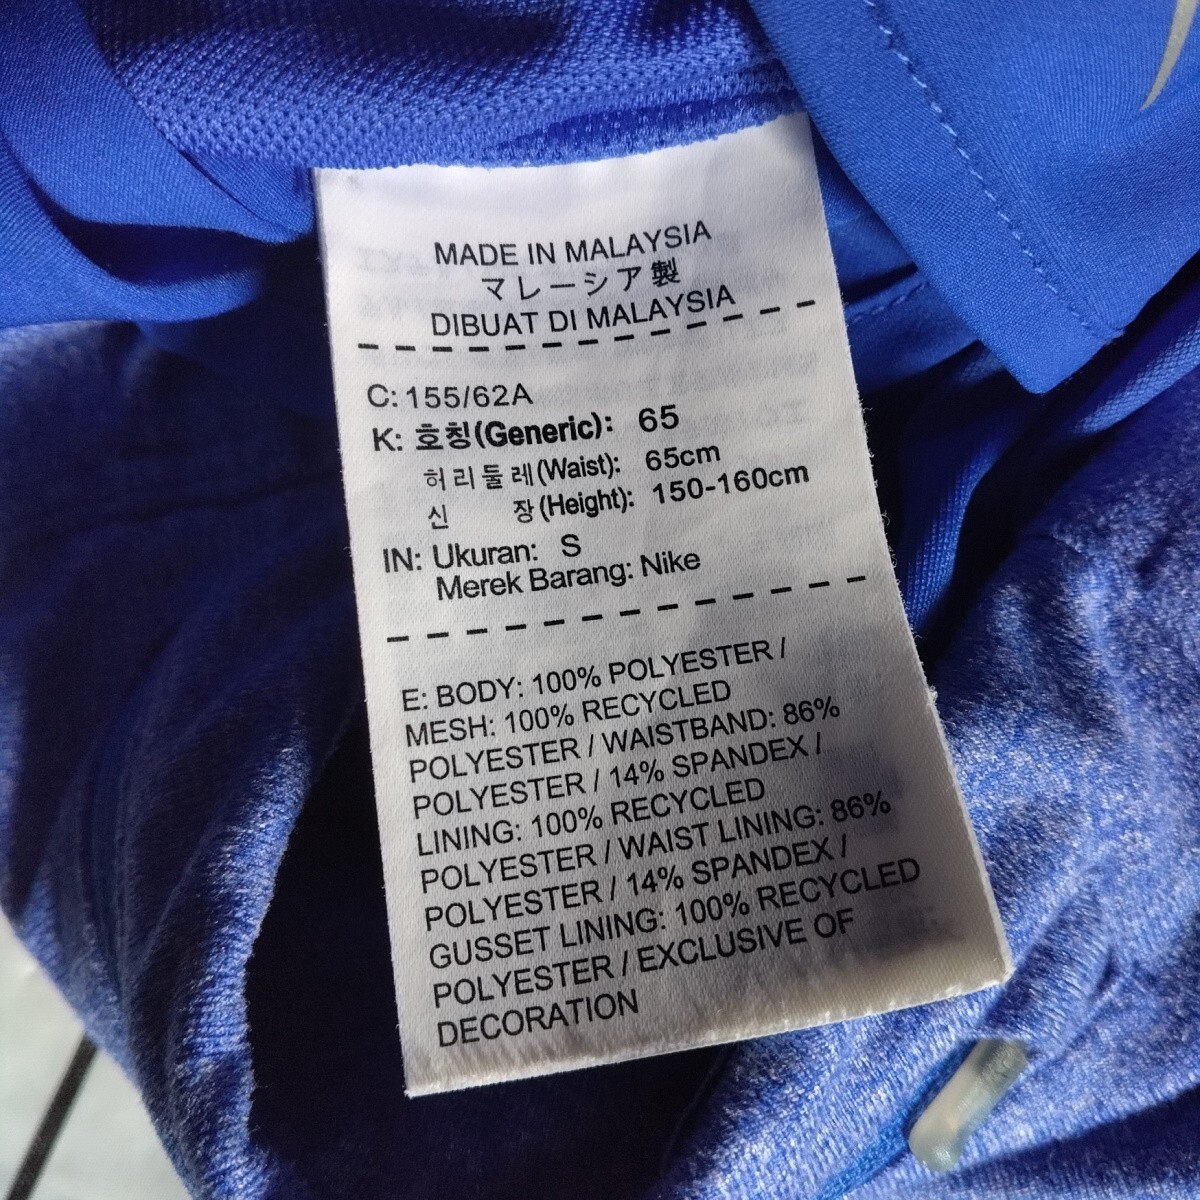 MADE IN MALAYSIA
マレーシア製
DIBUAT DI MALAYSIA
C: 155/62A
K: 호칭(Generic): 65
허리둘레(Waist): 65cm
신 장(Height): 150-160cm
IN: Ukuran: S
Merek Barang: Nike
E: BODY: 100% POLYESTER /
MESH: 100% RECYCLED
POLYESTER / WAISTBAND: 86%
POLYESTER / 14% SPANDEX /
LINING: 100% RECYCLED
POLYESTER / WAIST LINING: 86%
POLYESTER / 14% SPANDEX /
GUSSET LINING: 100% RECYCLED
POLYESTER / EXCLUSIVE OF
DECORATION